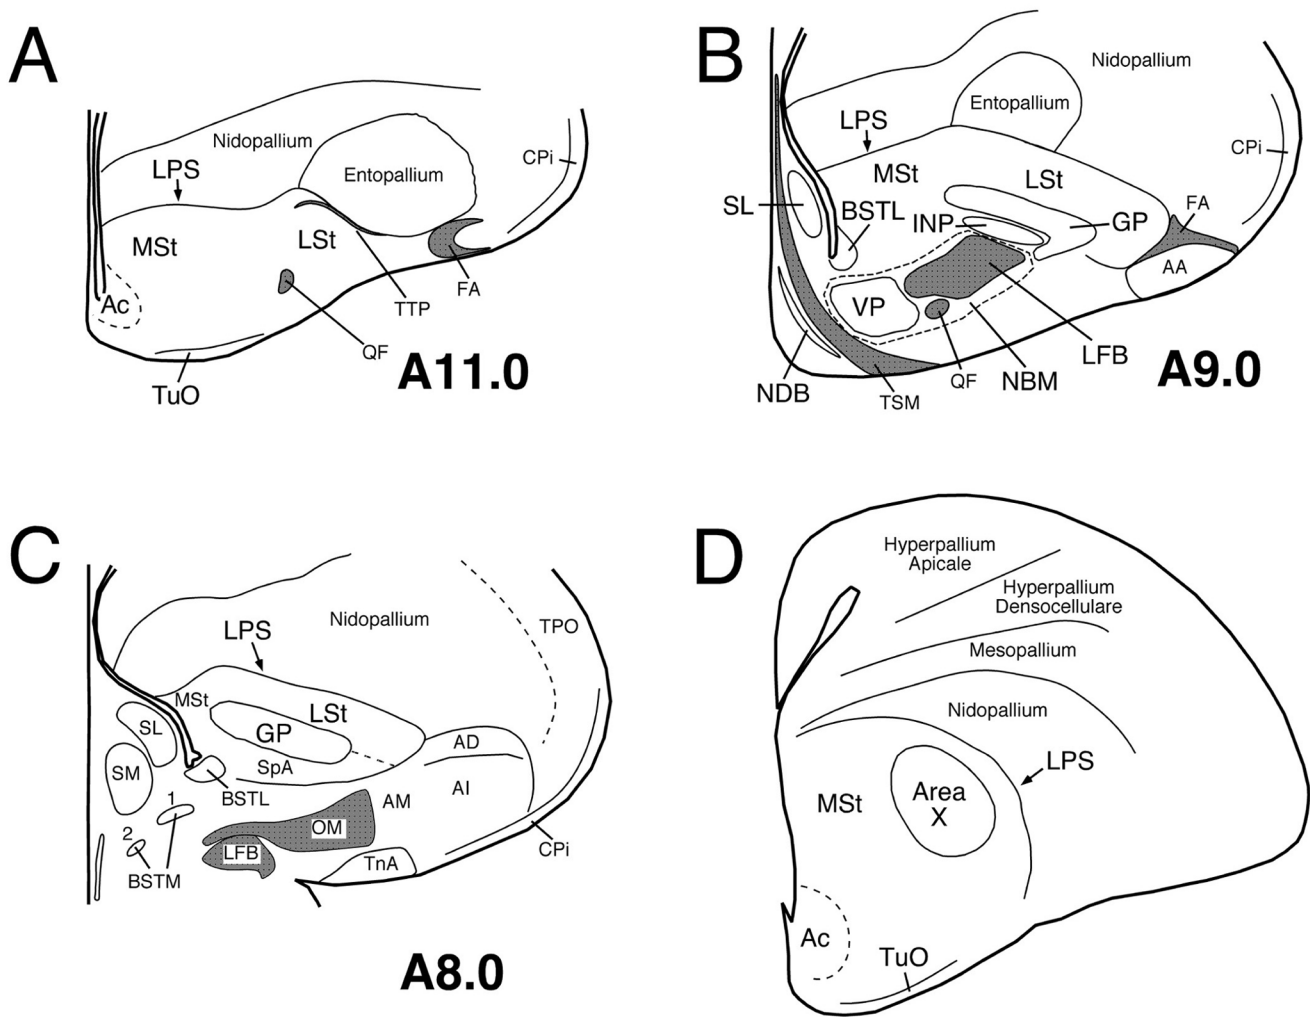 A
Nidopallium
LPS
Entopallium
CPi
MSt
LSt
Ac
TTP
FA
QF
TuO
A11.0
B
Nidopallium
Entopallium
LPS
CPi
MSt
LSt
SL
BSTL
INP
GP
FA
AA
VP
LFB
NDB
TSM
QF
NBM
A9.0
C
Nidopallium
TPO
LPS
MSt
LSt
SL
GP
AD
SM
SpA
BSTL
AI
AM
1
OM
2
LFB
CPi
BSTM
TnA
A8.0
D
Hyperpallium
Apicale
Hyperpallium
Densocellulare
Mesopallium
Nidopallium
LPS
Area
X
MSt
Ac
TuO